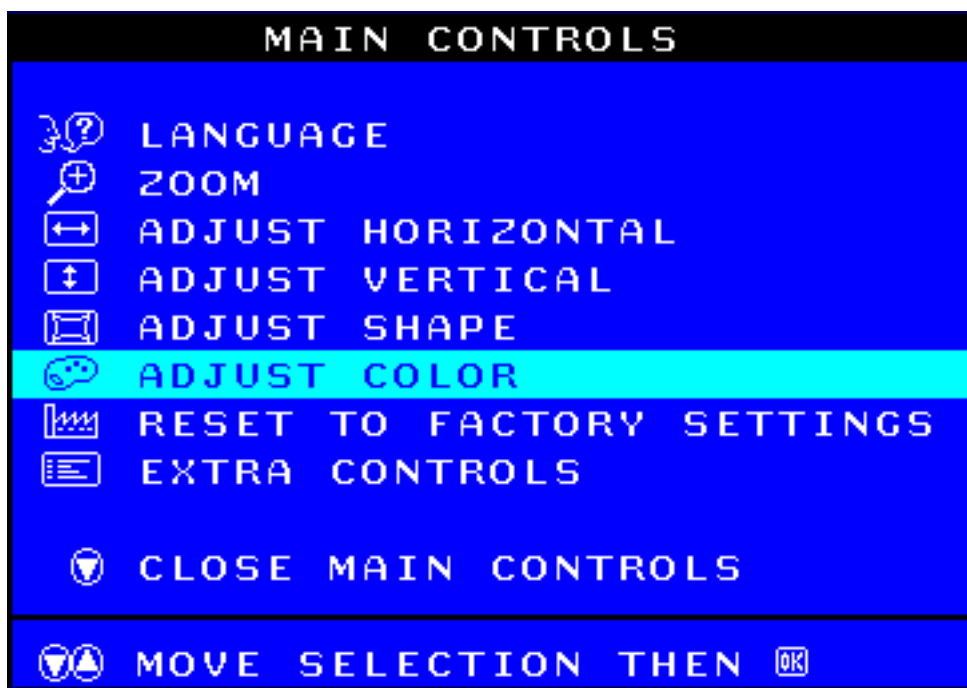 MAIN CONTROLS
LANGUAGE
ZOOM
ADJUST HORIZONTAL
ADJUST VERTICAL
ADJUST SHAPE
ADJUST COLOR
RESET TO FACTORY SETTINGS
EXTRA CONTROLS
CLOSE MAIN CONTROLS
MOVE SELECTION THEN OK